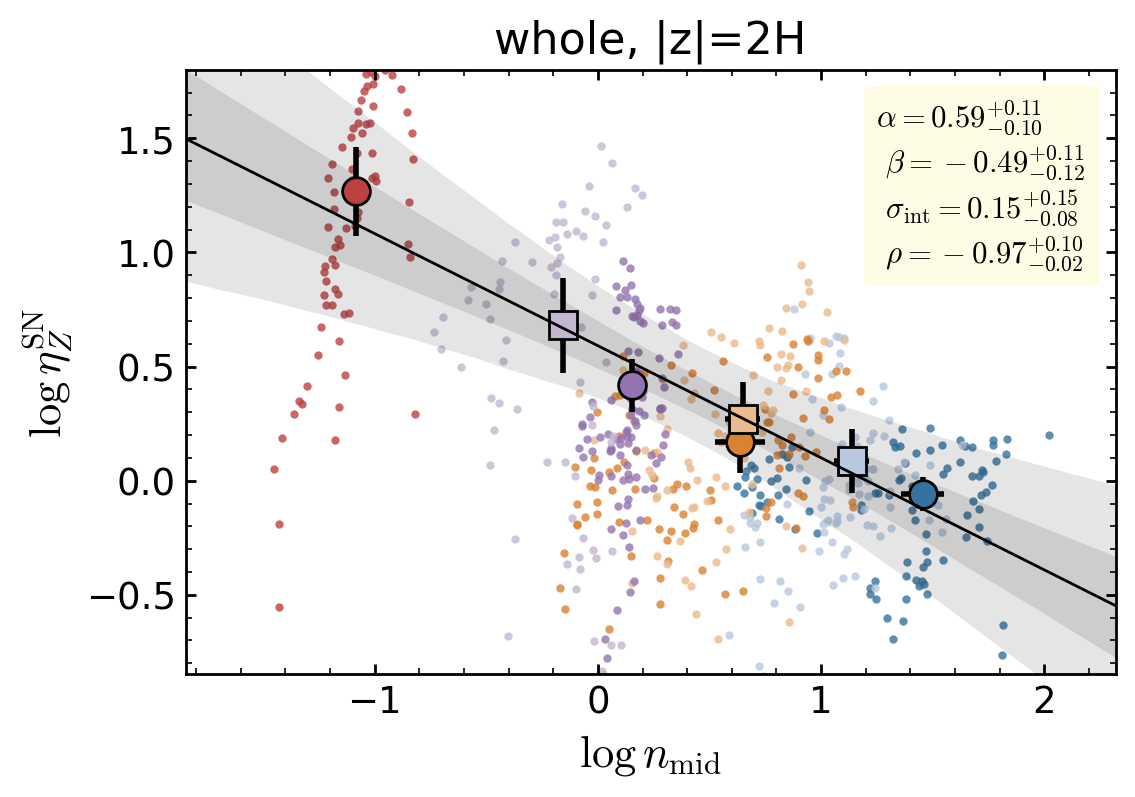 whole, |z|=2H
α = 0.59 +0.11 −0.10
β = −0.49 +0.11 −0.12
σint = 0.15 +0.15 −0.08
ρ = −0.97 +0.10 −0.02
log η_Z^SN
1.5
1.0
0.5
0.0
−0.5
−1 0 1 2
log n_mid